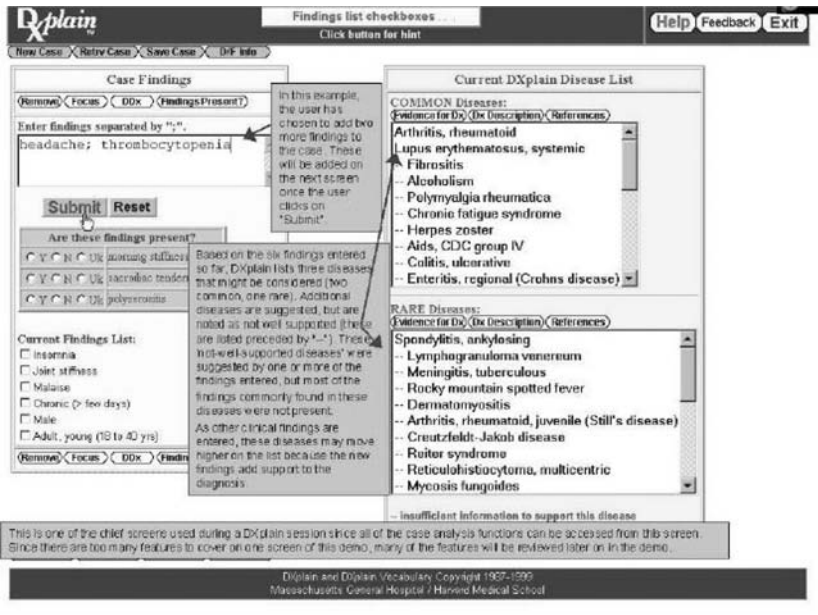 DXplain
Findings list checkboxes . . .
Click button for hint
Help Feedback Exit
New Case Retrv Case Save Case D/F Info
Case Findings
Remove Focus DDx Findings Present?
Enter findings separated by ";".
headache; thrombocytopenia
Submit Reset
Are these findings present?
Y N Uk morning stiffness
Y N Uk sacroiliac tendern
Y N Uk polyserositis
Current Findings List:
Insomnia
Joint stiffness
Malaise
Chronic (> few days)
Male
Adult, young (18 to 40 yrs)
Remove Focus DDx Findin
In this example,
the user has
chosen to add two
more findings to
the case. These
will be added on
the next screen
once the user
clicks on
"Submit".
Based on the six findings entered
so far, DXplain lists three diseases
that might be considered (two
common, one rare). Additional
diseases are suggested, but are
noted as not well supported (these
are listed preceded by "--"). These
'not-well-supported diseases' were
suggested by one or more of the
findings entered, but most of the
findings commonly found in these
diseases were not present.
As other clinical findings are
entered, these diseases may move
higher on the list because the new
findings add support to the
diagnosis.
Current DXplain Disease List
COMMON Diseases:
Evidence for Dx Dx Description References
Arthritis, rheumatoid
Lupus erythematosus, systemic
-- Fibrositis
-- Alcoholism
-- Polymyalgia rheumatica
-- Chronic fatigue syndrome
-- Herpes zoster
-- Aids, CDC group IV
-- Colitis, ulcerative
-- Enteritis, regional (Crohns disease)
RARE Diseases:
Evidence for Dx Dx Description References
Spondylitis, ankylosing
-- Lymphogranuloma venereum
-- Meningitis, tuberculous
-- Rocky mountain spotted fever
-- Dermatomyositis
-- Arthritis, rheumatoid, juvenile (Still's disease)
-- Creutzfeldt-Jakob disease
-- Reiter syndrome
-- Reticulohistiocytoma, multicentric
-- Mycosis fungoides
-- insufficient information to support this disease
This is one of the chief screens used during a DXplain session since all of the case analysis functions can be accessed from this screen.
Since there are too many features to cover on one screen of this demo, many of the features will be reviewed later on in the demo.
DXplain and DXplain Vocabulary Copyright 1987-1999
Massachusetts General Hospital / Harvard Medical School